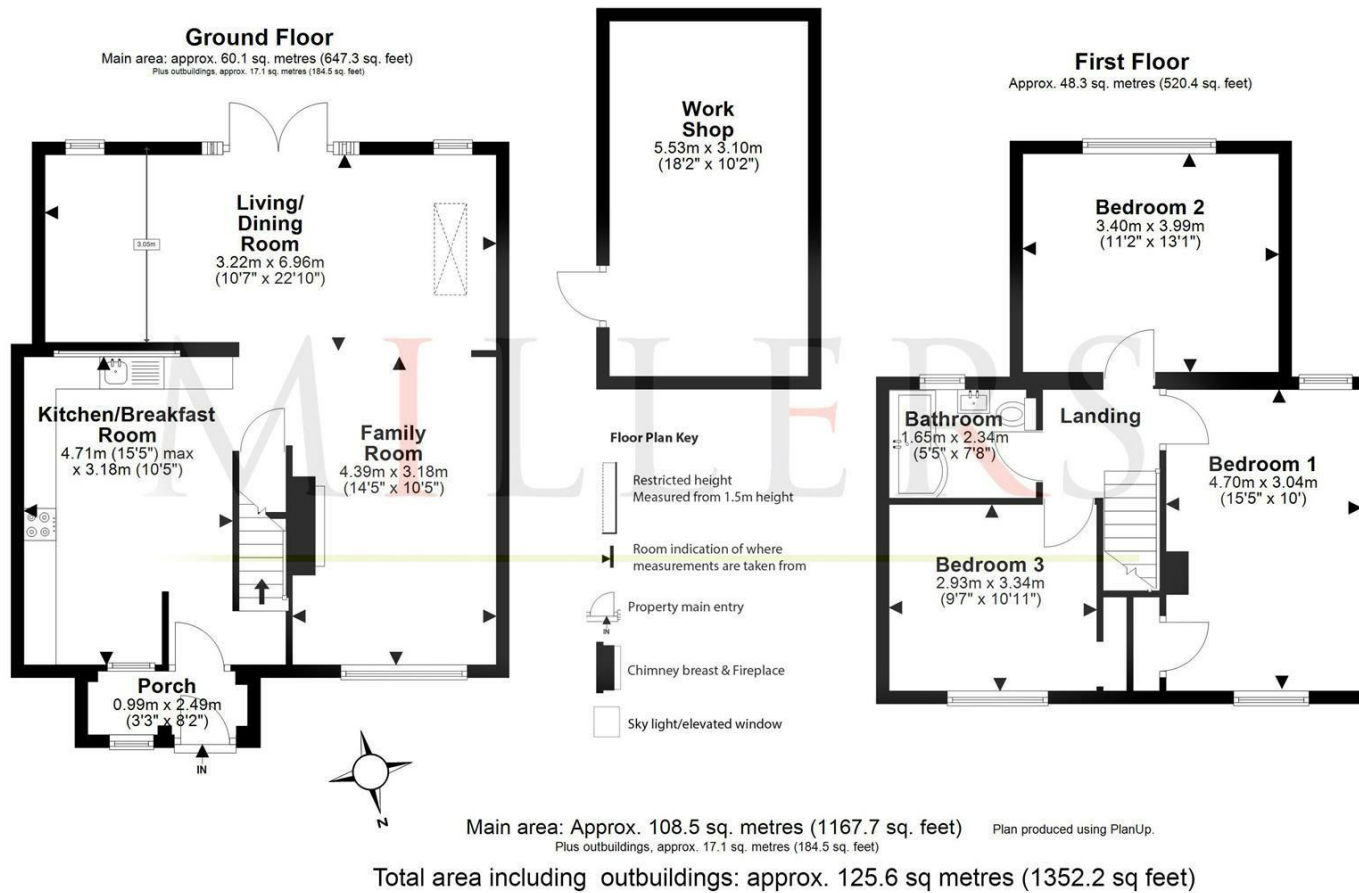 Ground Floor
Main area: approx. 60.1 sq. metres (647.3 sq. feet)
Plus outbuildings, approx. 17.1 sq. metres (184.5 sq. feet)
Living/
Dining
Room
3.22m x 6.96m
(10'7" x 22'10")
3.05m
Kitchen/Breakfast
Room
4.71m (15'5") max
x 3.18m (10'5")
Family
Room
4.39m x 3.18m
(14'5" x 10'5")
Porch
0.99m x 2.49m
(3'3" x 8'2")
IN
N
Work
Shop
5.53m x 3.10m
(18'2" x 10'2")
Floor Plan Key
Restricted height
Measured from 1.5m height
Room indication of where
measurements are taken from
Property main entry
IN
Chimney breast & Fireplace
Sky light/elevated window
First Floor
Approx. 48.3 sq. metres (520.4 sq. feet)
Bedroom 2
3.40m x 3.99m
(11'2" x 13'1")
Bathroom
1.65m x 2.34m
(5'5" x 7'8")
Landing
Bedroom 1
4.70m x 3.04m
(15'5" x 10')
Bedroom 3
2.93m x 3.34m
(9'7" x 10'11")
MILLERS
Main area: Approx. 108.5 sq. metres (1167.7 sq. feet)
Plan produced using PlanUp.
Plus outbuildings, approx. 17.1 sq. metres (184.5 sq. feet)
Total area including outbuildings: approx. 125.6 sq metres (1352.2 sq feet)